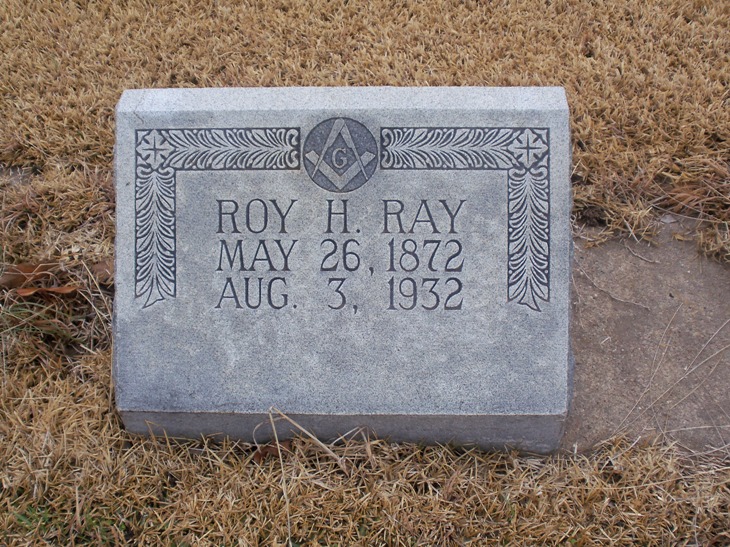 G
ROY H. RAY
MAY 26, 1872
AUG. 3, 1932